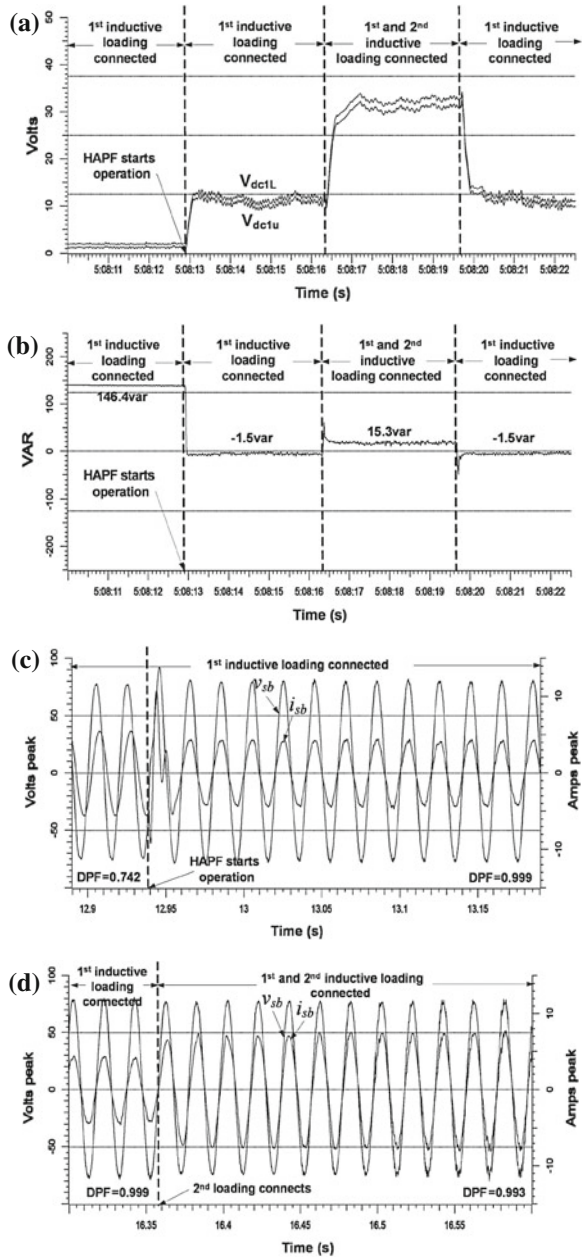 (a)
1st inductive loading connected
1st inductive loading connected
1st and 2nd inductive loading connected
1st inductive loading connected
50
40
30
20
10
0
Volts
HAPF starts operation
Vdc1L
Vdc1u
5:08:11 5:08:12 5:08:13 5:08:14 5:08:15 5:08:16 5:08:17 5:08:18 5:08:19 5:08:20 5:08:21 5:08:22
Time (s)
(b)
1st inductive loading connected
1st inductive loading connected
1st and 2nd inductive loading connected
1st inductive loading connected
200
100
0
-100
-200
VAR
146.4var
-1.5var
15.3var
-1.5var
HAPF starts operation
5:08:11 5:08:12 5:08:13 5:08:14 5:08:15 5:08:16 5:08:17 5:08:18 5:08:19 5:08:20 5:08:21 5:08:22
Time (s)
(c)
1st inductive loading connected
100
50
0
-50
Volts peak
10
0
-10
Amps peak
vsb
isb
DPF=0.742
HAPF starts operation
DPF=0.999
12.9 12.95 13 13.05 13.1 13.15
Time (s)
(d)
1st inductive loading connected
1st and 2nd inductive loading connected
100
50
0
-50
Volts peak
10
0
-10
Amps peak
vsb
isb
DPF=0.999
2nd loading connects
DPF=0.993
16.35 16.4 16.45 16.5 16.55
Time (s)